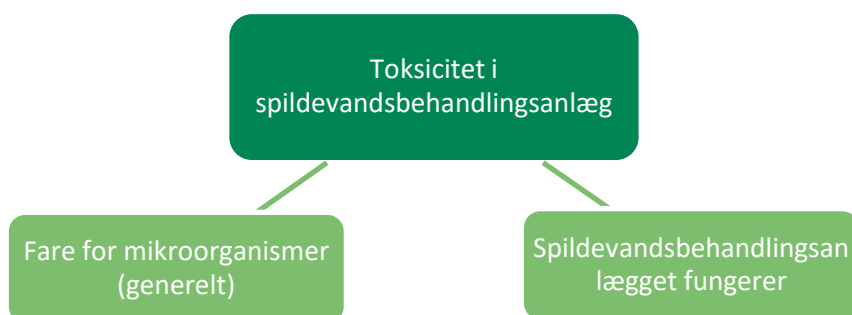 Toksicitet i
spildevandsbehandlingsanlæg
Fare for mikroorganismer
(generelt)
Spildevandsbehandlingsan
lægget fungerer